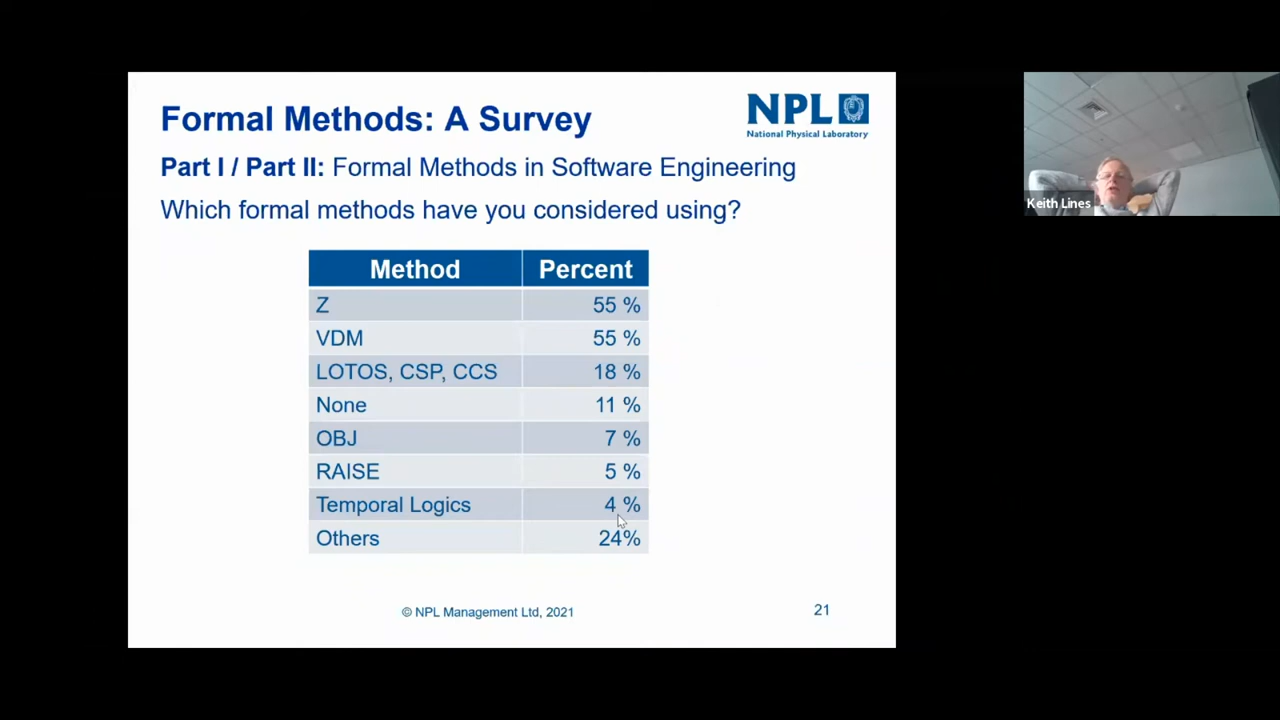 Formal Methods: A Survey
NPL
National Physical Laboratory
Part I / Part II: Formal Methods in Software Engineering
Which formal methods have you considered using?
Method Percent
Z 55 %
VDM 55 %
LOTOS, CSP, CCS 18 %
None 11 %
OBJ 7 %
RAISE 5 %
Temporal Logics 4 %
Others 24%
© NPL Management Ltd, 2021
21
Keith Lines